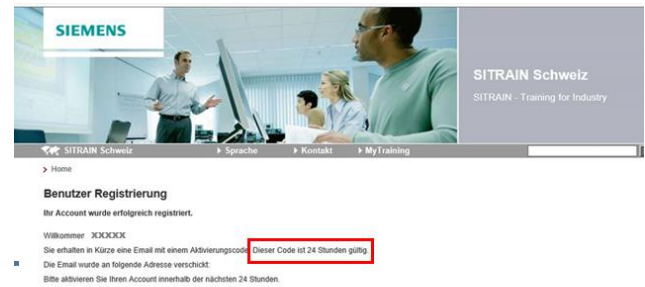 SIEMENS
SITRAIN Schweiz
SITRAIN - Training for Industry
SITRAIN Schweiz Sprache Kontakt MyTraining
Home
Benutzer Registrierung
Ihr Account wurde erfolgreich registriert.
Willkommer XXXXX
Sie erhalten in Kürze eine Email mit einem Aktivierungscode Dieser Code ist 24 Stunden gültig.
Die Email wurde an folgende Adresse verschickt:
Bitte aktivieren Sie Ihren Account innerhalb der nächsten 24 Stunden.